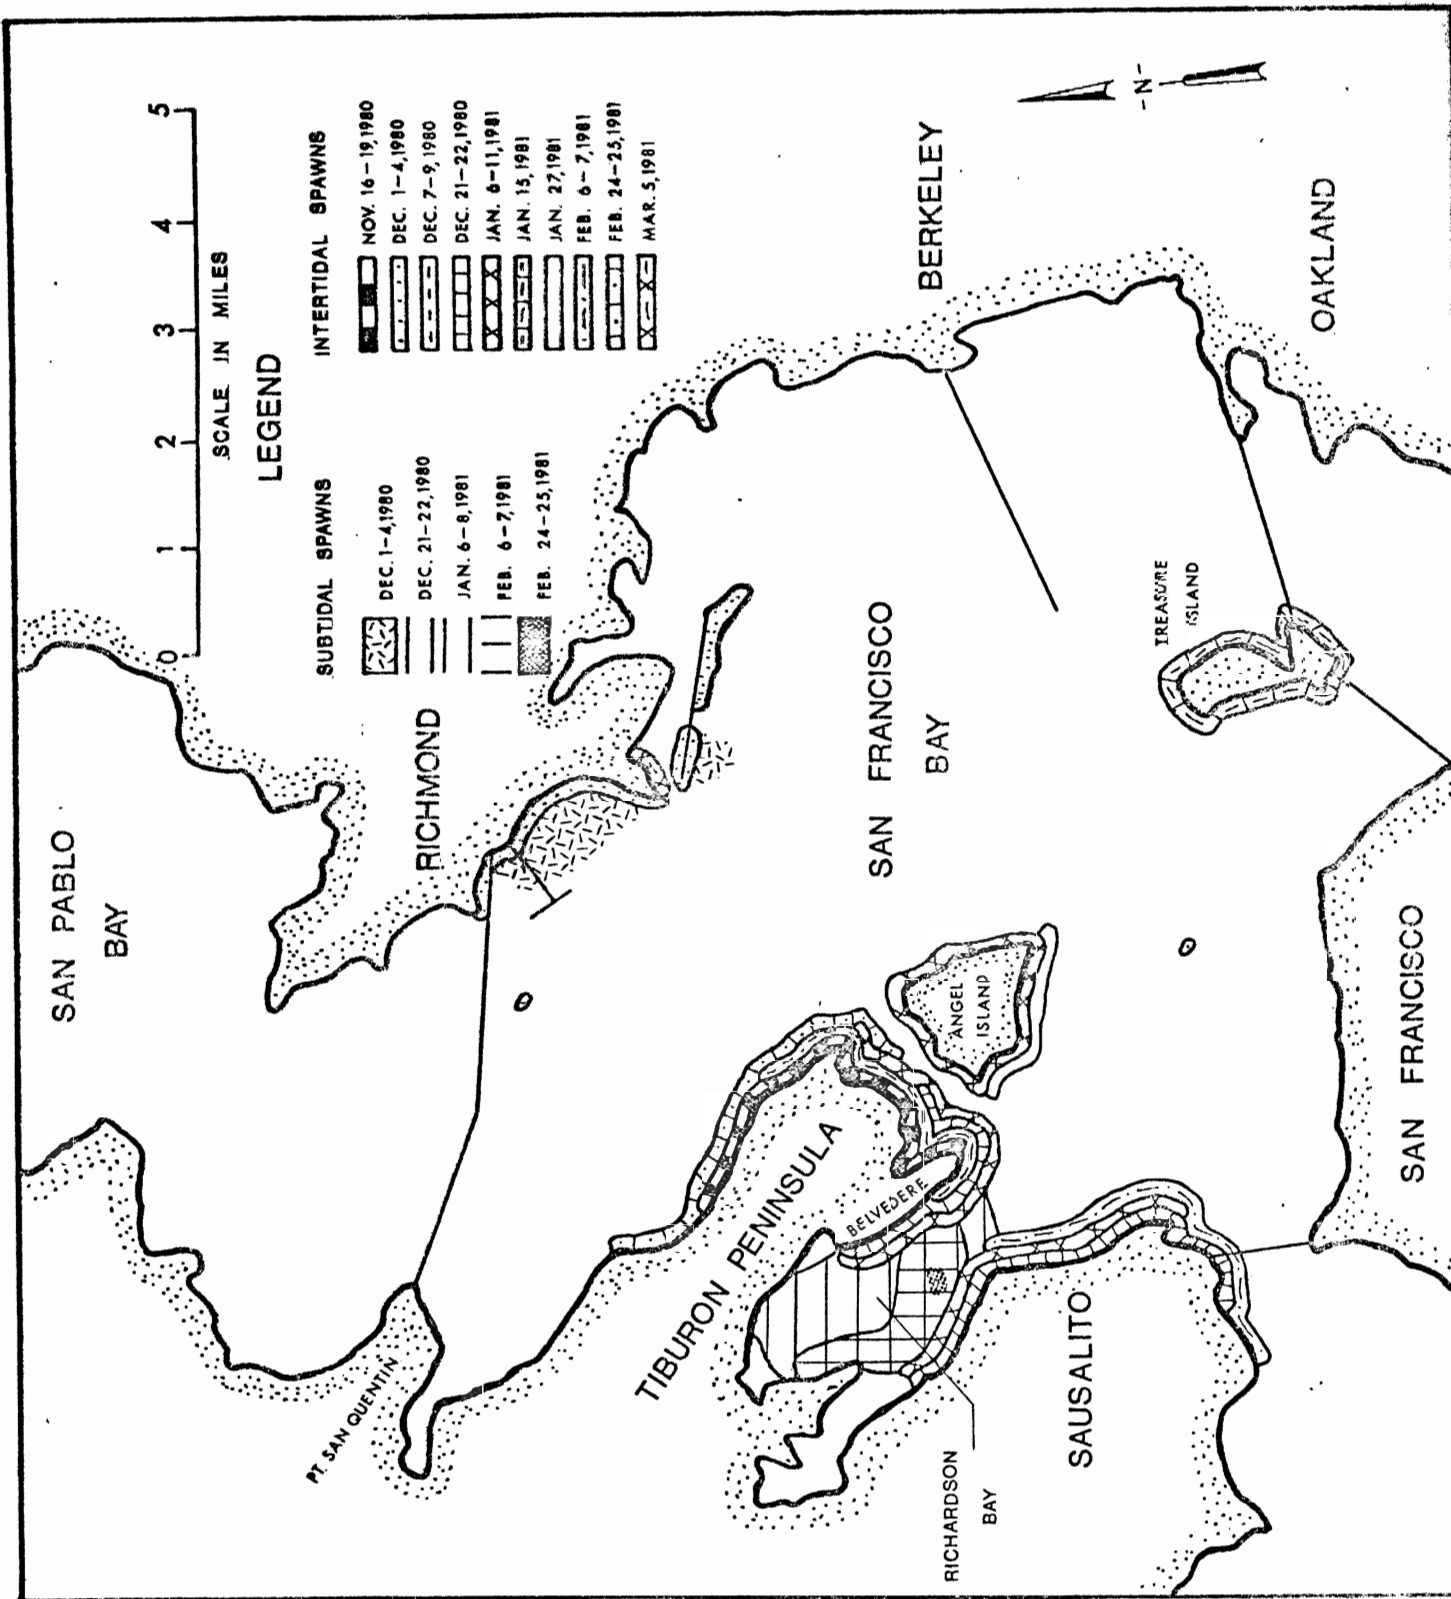 SAN PABLO
BAY
0 1 2 3 4 5
SCALE IN MILES
LEGEND
SUBTIDAL SPAWNS
DEC. 1-4,1980
DEC. 21-22,1980
JAN. 6-8,1981
FEB. 6-7,1981
FEB. 24-25,1981
INTERTIDAL SPAWNS
NOV. 16-19,1980
DEC. 1-4,1980
DEC. 7-9,1980
DEC. 21-22,1980
JAN. 6-11,1981
JAN. 15,1981
JAN. 27,1981
FEB. 6-7,1981
FEB. 24-25,1981
MAR. 5,1981
RICHMOND
PT. SAN QUENTIN
TIBURON PENINSULA
BELVEDERE
SAN FRANCISCO
BAY
BERKELEY
-N-
ANGEL
ISLAND
RICHARDSON
BAY
SAUSALITO
TREASURE
ISLAND
OAKLAND
SAN FRANCISCO